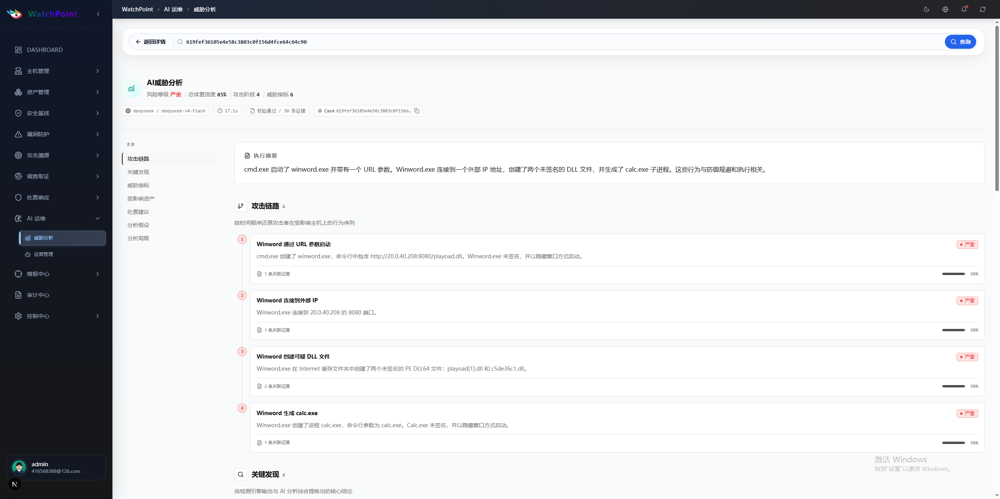 WatchPoint
DASHBOARD
主机管理
资产管理
安全基线
漏洞防护
攻击溯源
调查取证
处置响应
AI 运维
威胁分析
运营管理
情报中心
审计中心
控制中心
admin
416568388@126.com
N
WatchPoint > AI 运维 > 威胁分析
返回详情 619fef36105e4e58c3803c0f156d4fce64c64c90 查询
AI威胁分析
风险等级 严重 / 总体置信度 85% / 攻击阶段 4 / 威胁指标 6
deepseek / deepseek-v4-flash 17.1s 校验通过 / 30 条证据 # Case 619fef36105e4e58c3803c0f156d…
目录
攻击链路
关键发现
威胁指标
受影响资产
处置建议
分析假设
分析局限
执行摘要
cmd.exe 启动了 winword.exe 并带有一个 URL 参数。Winword.exe 连接到一个外部 IP 地址，创建了两个未签名的 DLL 文件，并生成了 calc.exe 子进程。这些行为与防御规避和执行相关。
攻击链路 4
按时间顺序还原攻击者在受影响主机上的行为序列
1 Winword 通过 URL 参数启动 严重
cmd.exe 创建了 winword.exe，命令行中包含 http://20.0.40.208:8080/playoad.dll。Winword.exe 未签名，并以隐藏窗口方式启动。
1 条关联证据 90%
2 Winword 连接到外部 IP 严重
Winword.exe 连接到 20.0.40.208 的 8080 端口。
1 条关联证据 90%
3 Winword 创建可疑 DLL 文件 严重
Winword.exe 在 Internet 缓存文件夹中创建了两个未签名的 PE DLL64 文件：playoad[1].dll 和 c5de36c1.dll。
2 条关联证据 90%
4 Winword 生成 calc.exe 严重
Winword.exe 创建了进程 calc.exe，命令行参数为 calc.exe。Calc.exe 未签名，并以隐藏窗口方式启动。
1 条关联证据 90%
关键发现 4
由检测引擎输出与 AI 分析综合提炼出的核心结论
激活 Windows
转到"设置"以激活 Windows。